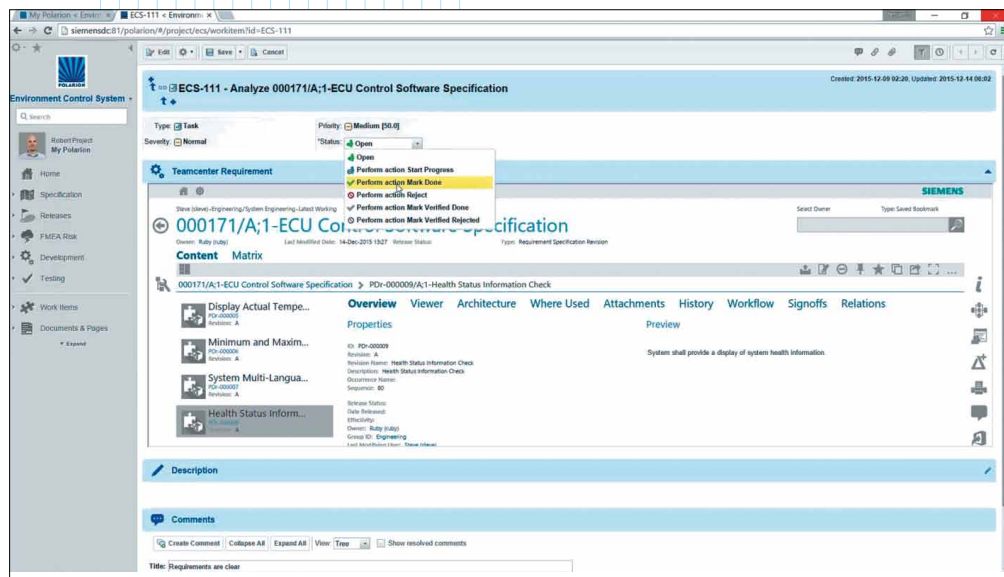 My Polarion < Enviro
ECS-111 < Environm
siemensdc:81/polarion/#/project/ecs/workitem?id=ECS-111
Edit
Save
Cancel
POLARION
Environment Control System
Search
Robert Project
My Polarion
Home
Specification
Releases
FMEA Risk
Development
Testing
Work Items
Documents & Pages
Expand
ECS-111 - Analyze 000171/A;1-ECU Control Software Specification
Created: 2015-12-09 02:20, Updated: 2015-12-14 06:02
Type: Task
Priority: Medium [50.0]
Severity: Normal
*Status: Open
Open
Perform action Start Progress
Perform action Mark Done
Perform action Reject
Perform action Mark Verified Done
Perform action Mark Verified Rejected
Teamcenter Requirement
SIEMENS
Steve (steve)-Engineering/System Engineering-Latest Working
Select Owner
Type: Saved Bookmark
000171/A;1-ECU Control Software Specification
Owner: Ruby (ruby)
Last Modified Date: 14-Dec-2015 13:27
Release Status:
Type: Requirement Specification Revision
Content
Matrix
000171/A;1-ECU Control Software Specification > PDr-000009/A;1-Health Status Information Check
Display Actual Tempe...
PDr-000005
Revision: A
Minimum and Maxim...
PDr-000006
Revision: A
System Multi-Langua...
PDr-000007
Revision: A
Health Status Inform...
A
Overview
Viewer
Architecture
Where Used
Attachments
History
Workflow
Signoffs
Relations
Properties
ID: PDr-000009
Revision: A
Revision Name: Health Status Information Check
Description: Health Status Information Check
Occurrence Name:
Sequence: 80
Release Status:
Date Released:
Effectivity:
Owner: Ruby (ruby)
Group ID: Engineering
Last Modifying User: Steve (steve)
Preview
System shall provide a display of system health information.
Description
Comments
Create Comment
Collapse All
Expand All
View: Tree
Show resolved comments
Title: Requirements are clear